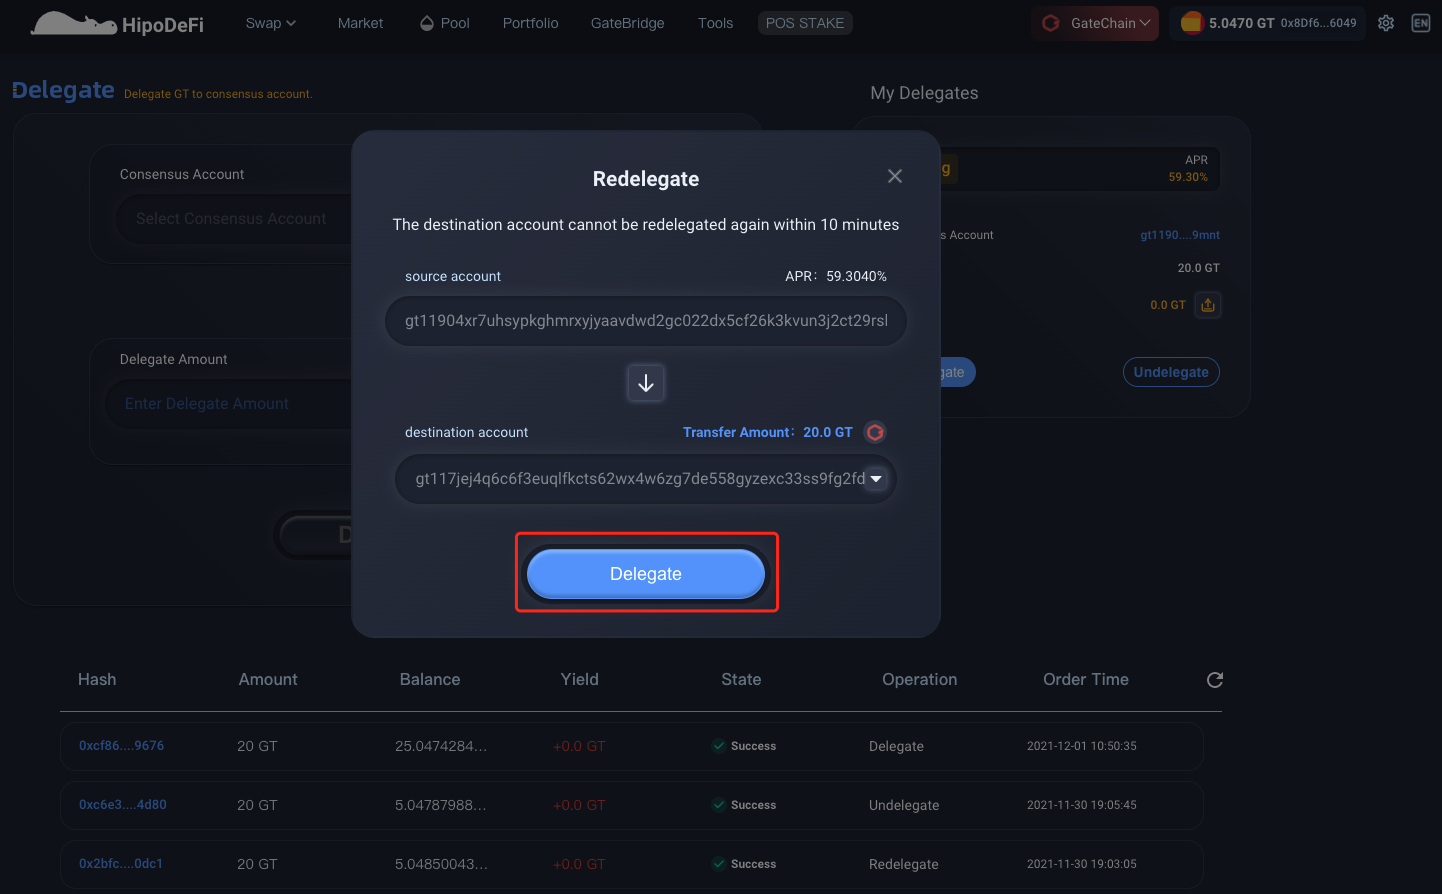 HipoDeFi
Swap
Market
Pool
Portfolio
GateBridge
Tools
POS STAKE
GateChain
5.0470 GT
0x8Df6...6049
EN
Delegate
Delegate GT to consensus account.
My Delegates
Consensus Account
Select Consensus Account
Delegate Amount
Enter Delegate Amount
D
g
APR
59.30%
s Account
gt1190....9mnt
20.0 GT
0.0 GT
gate
Undelegate
Redelegate
The destination account cannot be redelegated again within 10 minutes
source account
APR: 59.3040%
gt11904xr7uhsypkghmrxyjyaavdwd2gc022dx5cf26k3kvun3j2ct29rsl
destination account
Transfer Amount: 20.0 GT
gt117jej4q6c6f3euqlfkcts62wx4w6zg7de558gyzexc33ss9fg2fd
Delegate
Hash Amount Balance Yield State Operation Order Time
0xcf86....9676 20 GT 25.0474284... +0.0 GT Success Delegate 2021-12-01 10:50:35
0xc6e3....4d80 20 GT 5.04787988... +0.0 GT Success Undelegate 2021-11-30 19:05:45
0x2bfc....0dc1 20 GT 5.04850043... +0.0 GT Success Redelegate 2021-11-30 19:03:05